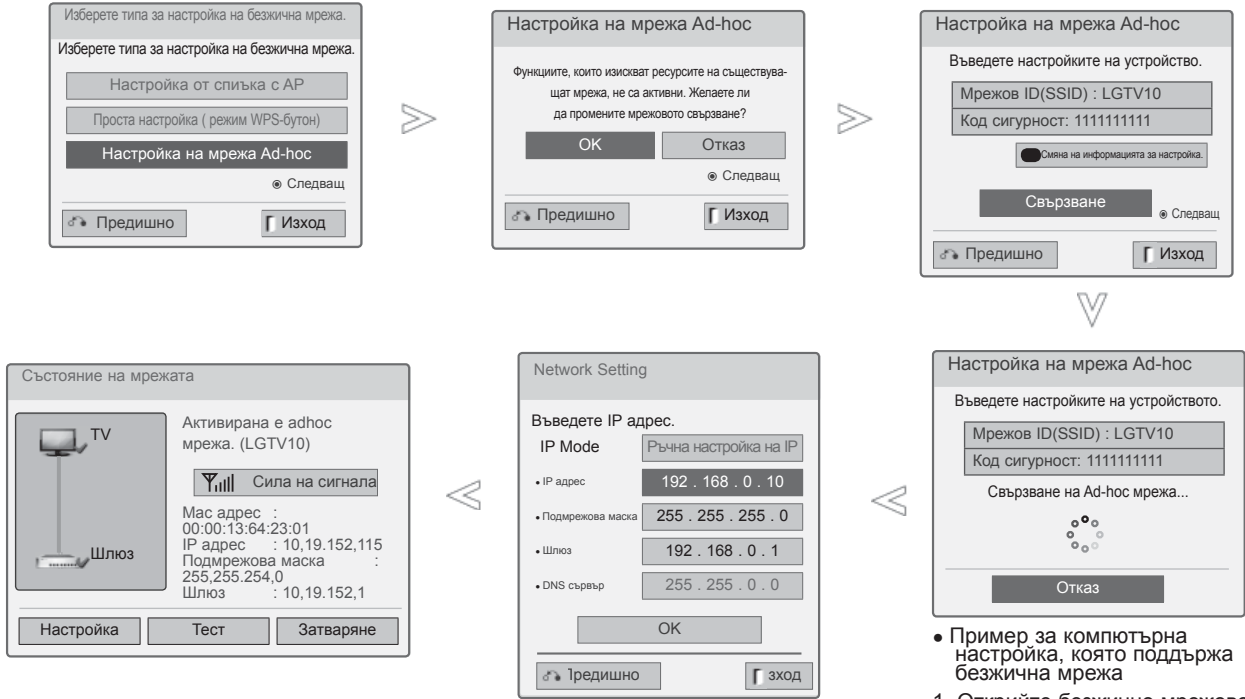 Изберете типа за настройка на безжична мрежа.
Изберете типа за настройка на безжична мрежа.
Настройка от спиъка с AP
Проста настройка ( режим WPS-бутон)
Настройка на мрежа Ad-hoc
Следващ
Предишно
Изход
Настройка на мрежа Ad-hoc
Функциите, които изискват ресурсите на съществува-
щат мрежа, не са активни. Желаете ли
да промените мрежовото свързване?
OK
Отказ
Следващ
Предишно
Изход
Настройка на мрежа Ad-hoc
Въведете настройките на устройство.
Мрежов ID(SSID) : LGTV10
Код сигурност: 1111111111
Смяна на информацията за настройка.
Свързване
Следващ
Предишно
Изход
Настройка на мрежа Ad-hoc
Въведете настройките на устройството.
Мрежов ID(SSID) : LGTV10
Код сигурност: 1111111111
Свързване на Ad-hoc мрежа...
Отказ
Network Setting
Въведете IP адрес.
IP Mode Ръчна настройка на IP
• IP адрес 192 . 168 . 0 . 10
• Подмрежова маска 255 . 255 . 255 . 0
• Шлюз 192 . 168 . 0 . 1
• DNS сървър 255 . 255 . 0 . 0
OK
Предишно
зход
Състояние на мрежата
TV
Шлюз
Активирана е adhoc
мрежа. (LGTV10)
Сила на сигнала
Mac адрес :
00:00:13:64:23:01
IP адрес : 10,19.152,115
Подмрежова маска :
255,255.254,0
Шлюз : 10,19.152,1
Настройка
Тест
Затваряне
• Пример за компютърна
настройка, която поддържа
безжична мрежа
1. Открийте безжично мрежово